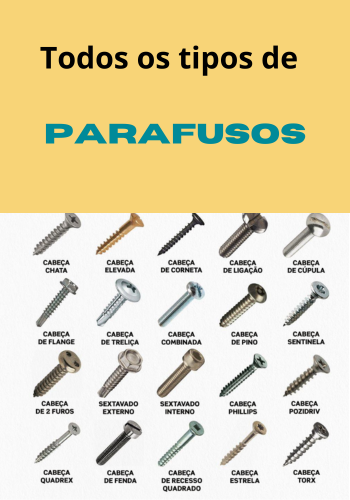 Todos os tipos de
PARAFUSOS
CABEÇA
CHATA
CABEÇA
ELEVADA
CABEÇA
DE CORNETA
CABEÇA
DE LIGAÇÃO
CABEÇA
DE CÚPULA
CABEÇA
DE FLANGE
CABEÇA
DE TRELIÇA
CABEÇA
COMBINADA
CABEÇA
DE PINO
CABEÇA
SENTINELA
CABEÇA
DE 2 FUROS
SEXTAVADO
EXTERNO
SEXTAVADO
INTERNO
CABEÇA
PHILLIPS
CABEÇA
POZIDRIV
CABEÇA
QUADREX
CABEÇA
DE FENDA
CABEÇA
DE RECESSO
QUADRADO
CABEÇA
ESTRELA
CABEÇA
TORX